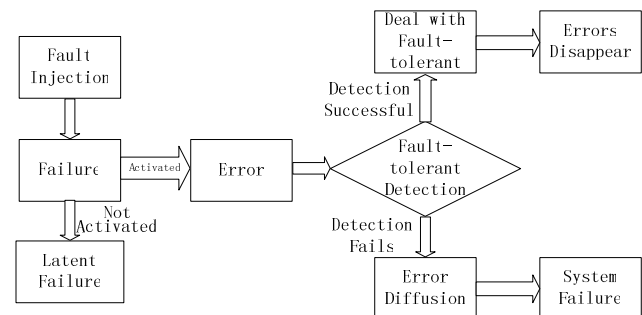 Fault
Injection
Failure
Activated
Not
Activated
Latent
Failure
Error
Fault-
tolerant
Detection
Detection
Successful
Deal with
Fault-
tolerant
Errors
Disappear
Detection
Fails
Error
Diffusion
System
Failure